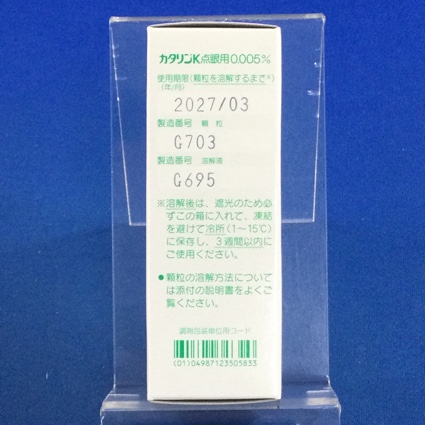 カタリンK点眼用0.005%
使用期限(顆粒を溶解するまで※)
(年/月)
2027/03
製造番号 顆粒
G703
製造番号 溶解液
G695
※溶解後は、遮光のため必
ずこの箱に入れて、凍結
を避けて冷所(1~15℃)
に保存し、3週間以内に
ご使用ください。
●顆粒の溶解方法について
は添付の説明書をよくご
覧ください。
調剤包装単位用コード
(01)04987123505833